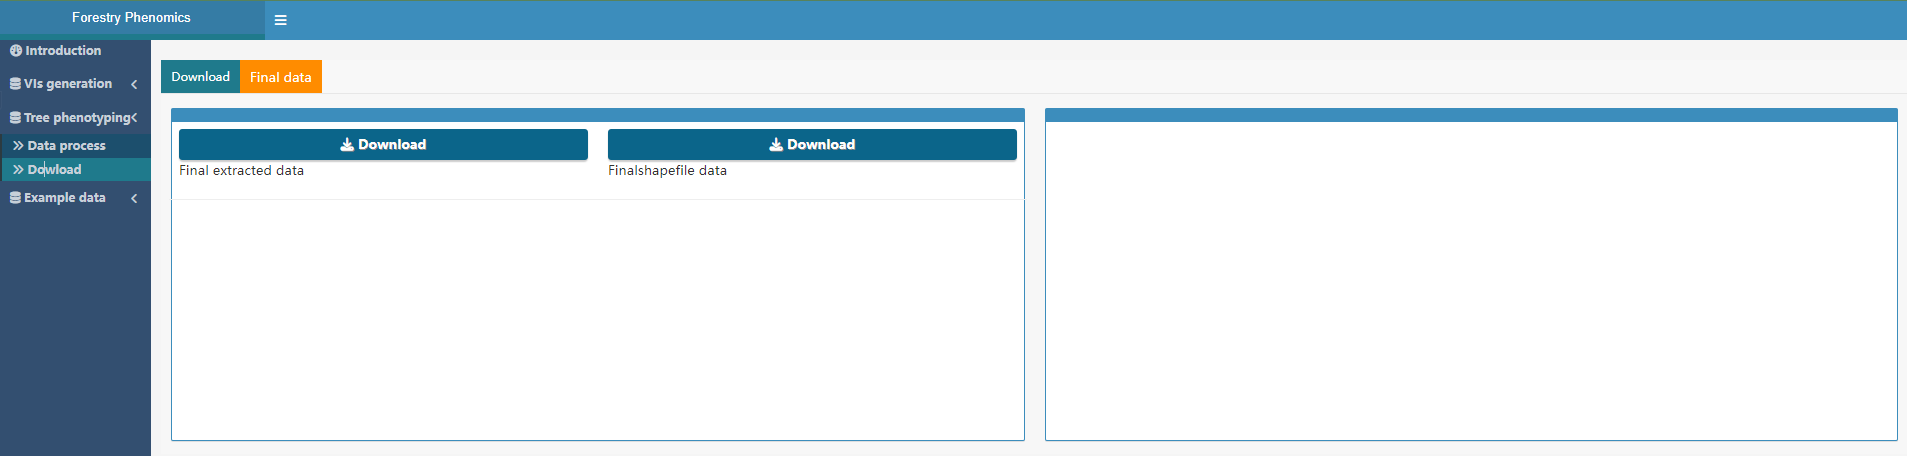 Forestry Phenomics
Introduction
VIs generation
Tree phenotyping
Data process
Dowload
Example data
Download Final data
Download
Final extracted data
Download
Finalshapefile data